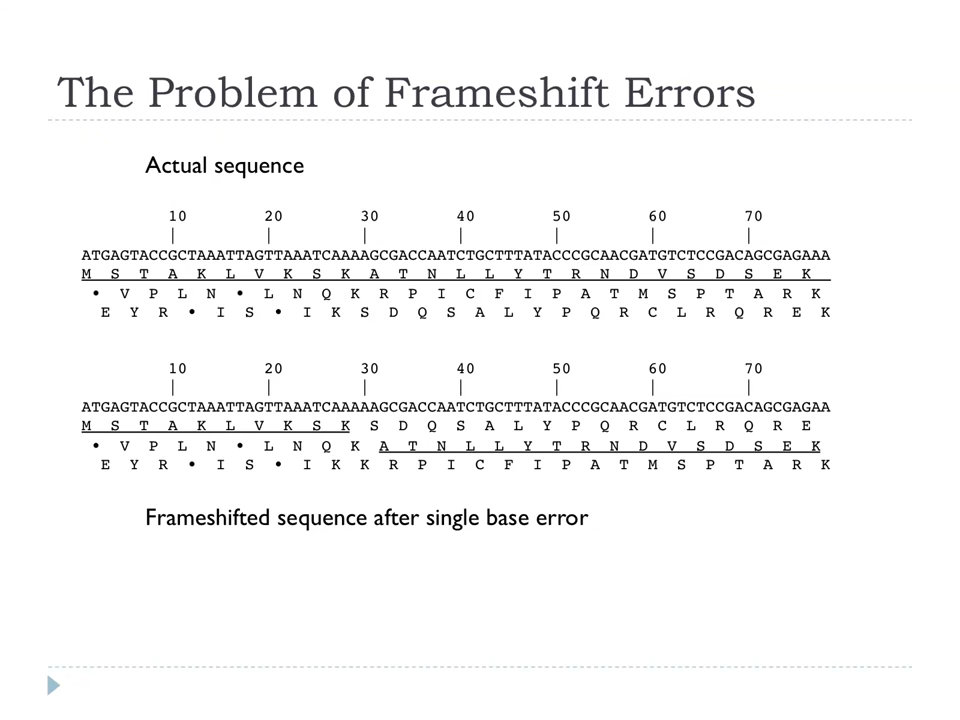 The Problem of Frameshift Errors
Actual sequence
10 20 30 40 50 60 70
| | | | | | |
ATGAGTACCGCTAAATTAGTTAAATCAAAAGCGACCAATCTGCTTTATACCCGCAACGATGTCTCCGACAGCGAGAAA
M S T A K L V K S K A T N L L Y T R N D V S D S E K
• V P L N • L N Q K R P I C F I P A T M S P T A R K
E Y R • I S • I K S D Q S A L Y P Q R C L R Q R E K
10 20 30 40 50 60 70
| | | | | | |
ATGAGTACCGCTAAATTAGTTAAATCAAAAAGCGACCAATCTGCTTTATACCCGCAACGATGTCTCCGACAGCGAGAA
M S T A K L V K S K S D Q S A L Y P Q R C L R Q R E
• V P L N • L N Q K A T N L L Y T R N D V S D S E K
E Y R • I S • I K K R P I C F I P A T M S P T A R K
Frameshifted sequence after single base error